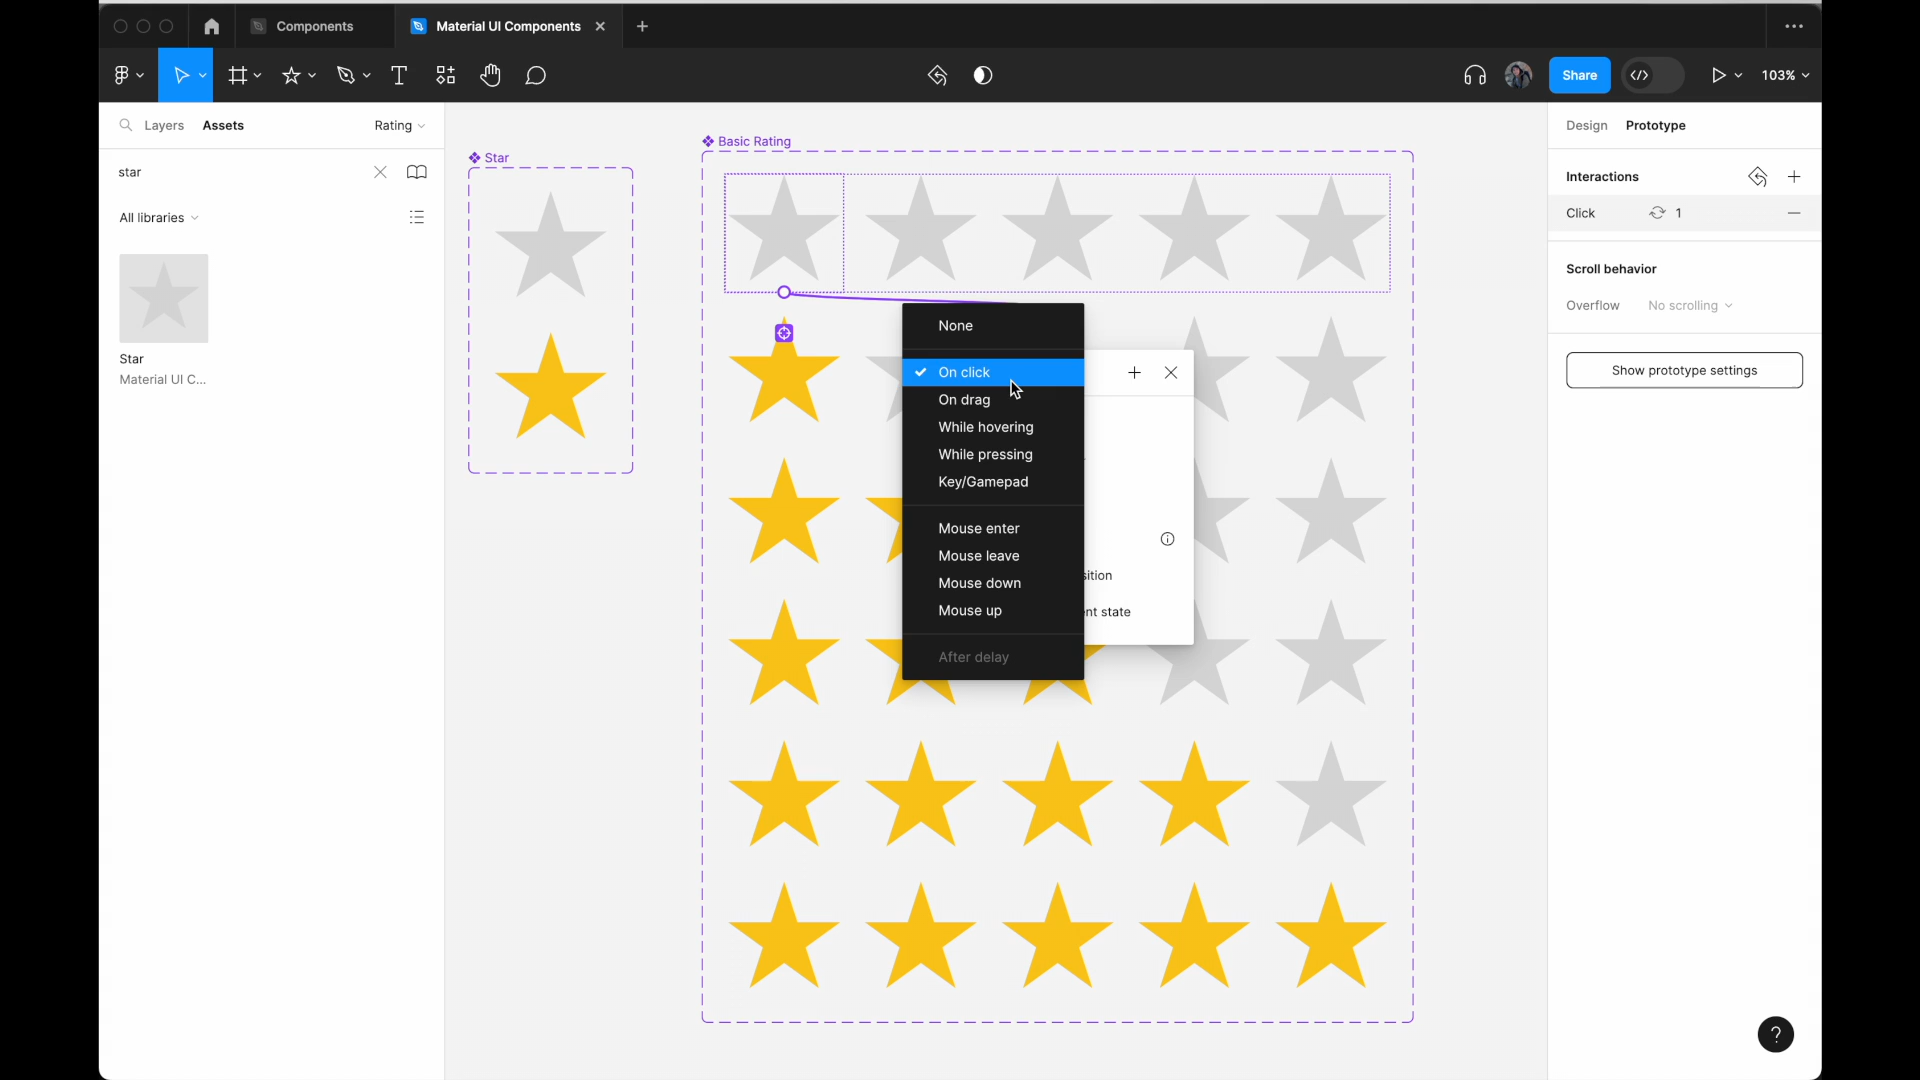 Components
Material UI Components
Share
103%
Layers
Assets
Rating
star
All libraries
Star
Material UI C...
Star
Basic Rating
None
On click
On drag
While hovering
While pressing
Key/Gamepad
Mouse enter
Mouse leave
Mouse down
Mouse up
After delay
sition
nt state
Design
Prototype
Interactions
Click
1
Scroll behavior
Overflow
No scrolling
Show prototype settings
?